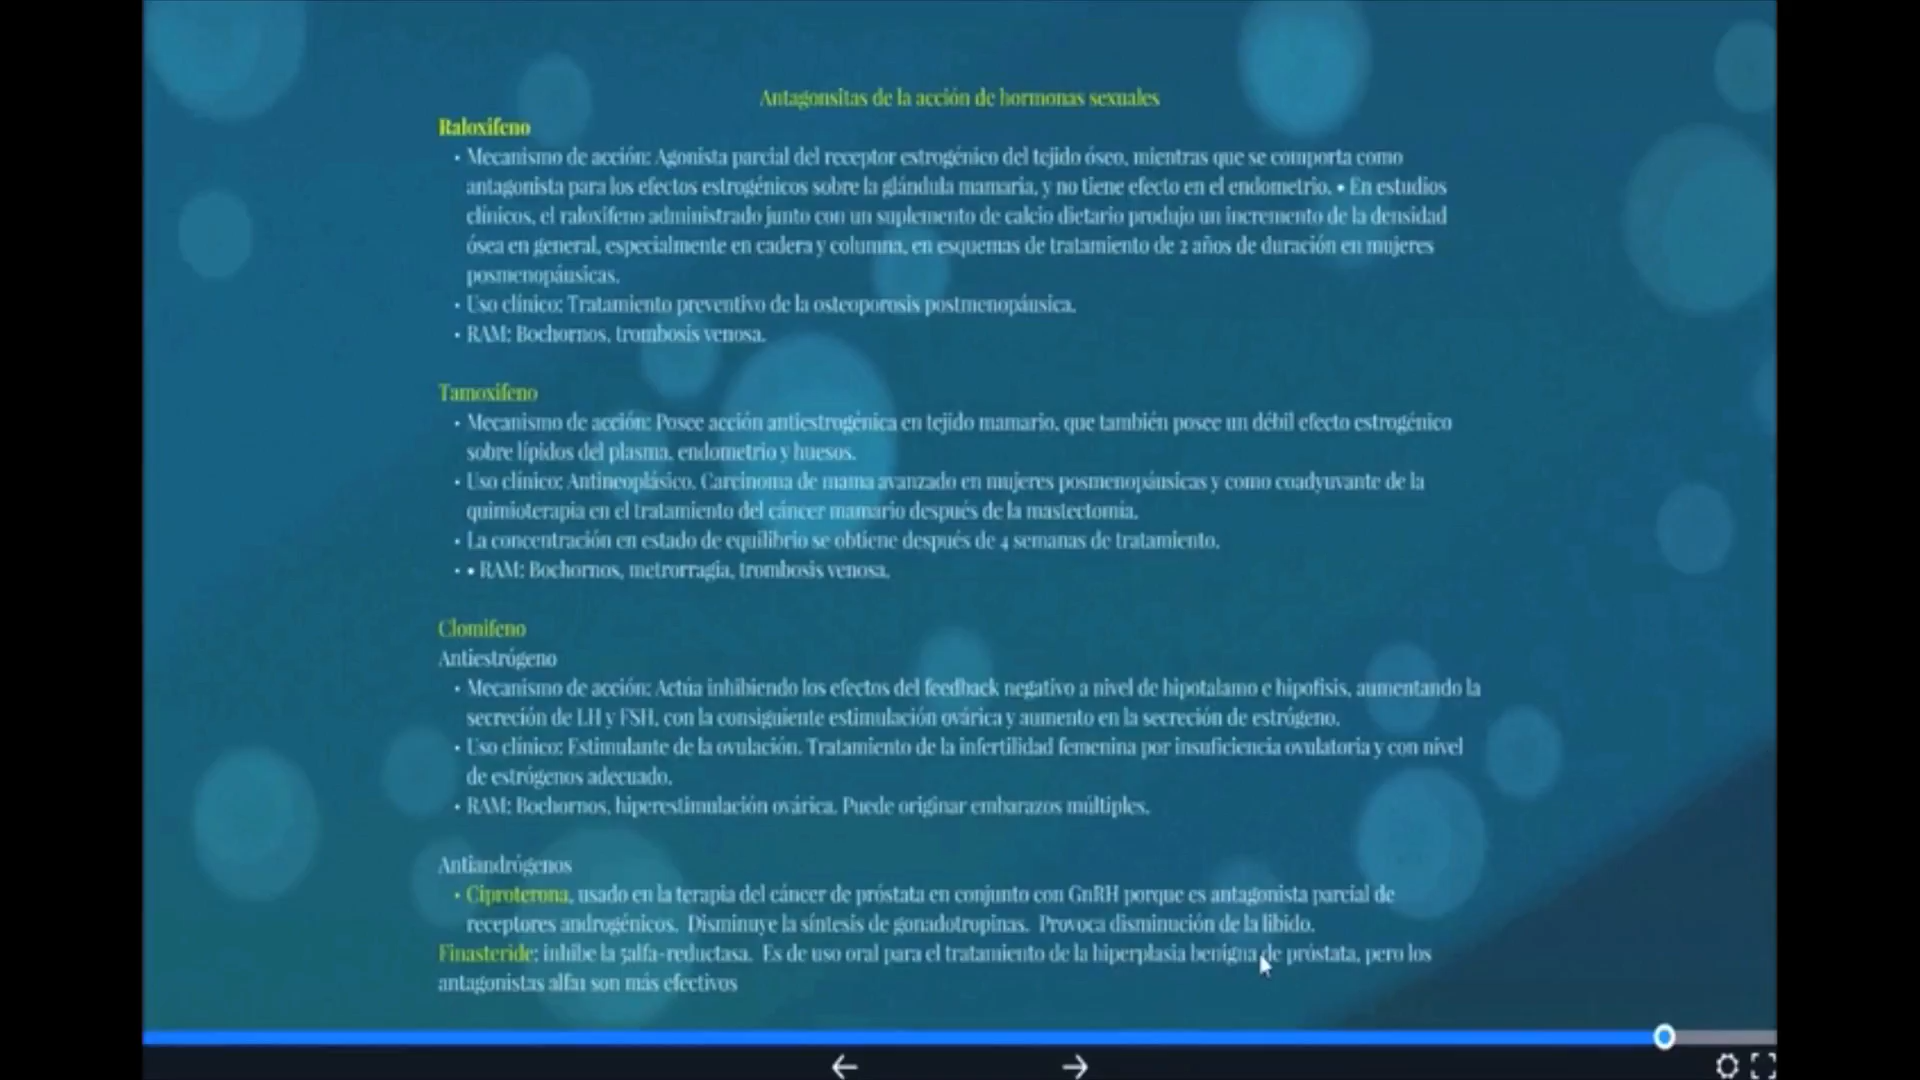 Antagonsitas de la acción de hormonas sexuales
Raloxifeno
• Mecanismo de acción: Agonista parcial del receptor estrogénico del tejido óseo, mientras que se comporta como
antagonista para los efectos estrogénicos sobre la glándula mamaria, y no tiene efecto en el endometrio. • En estudios
clínicos, el raloxifeno administrado junto con un suplemento de calcio dietario produjo un incremento de la densidad
ósea en general, especialmente en cadera y columna, en esquemas de tratamiento de 2 años de duración en mujeres
posmenopáusicas.
• Uso clínico: Tratamiento preventivo de la osteoporosis postmenopáusica.
• RAM: Bochornos, trombosis venosa.
Tamoxifeno
• Mecanismo de acción: Posee acción antiestrogénica en tejido mamario, que también posee un débil efecto estrogénico
sobre lípidos del plasma, endometrio y huesos.
• Uso clínico: Antineoplásico. Carcinoma de mama avanzado en mujeres posmenopáusicas y como coadyuvante de la
quimioterapia en el tratamiento del cáncer mamario después de la mastectomia.
• La concentración en estado de equilibrio se obtiene después de 4 semanas de tratamiento.
• • RAM: Bochornos, metrorragia, trombosis venosa.
Clomifeno
Antiestrógeno
• Mecanismo de acción: Actúa inhibiendo los efectos del feedback negativo a nivel de hipotalamo e hipofisis, aumentando la
secreción de LH y FSH, con la consiguiente estimulación ovárica y aumento en la secreción de estrógeno.
• Uso clínico: Estimulante de la ovulación. Tratamiento de la infertilidad femenina por insuficiencia ovulatoria y con nivel
de estrógenos adecuado.
• RAM: Bochornos, hiperestimulación ovárica. Puede originar embarazos múltiples.
Antiandrógenos
• Ciproterona, usado en la terapia del cáncer de próstata en conjunto con GnRH porque es antagonista parcial de
receptores androgénicos. Disminuye la síntesis de gonadotropinas. Provoca disminución de la libido.
Finasteride: inhibe la 5alfa-reductasa. Es de uso oral para el tratamiento de la hiperplasia benigna de próstata, pero los
antagonistas alfa1 son más efectivos